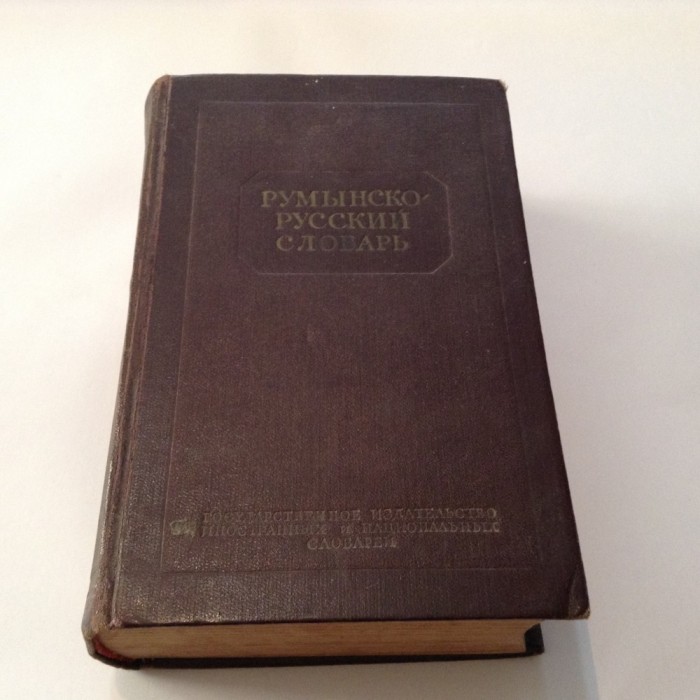 РУМЫНСКО-
РУССКИЙ
СЛОВАРЬ
ГОСУДАРСТВЕННОЕ ИЗДАТЕЛЬСТВО
ИНОСТРАННЫХ И НАЦИОНАЛЬНЫХ
СЛОВАРЕЙ